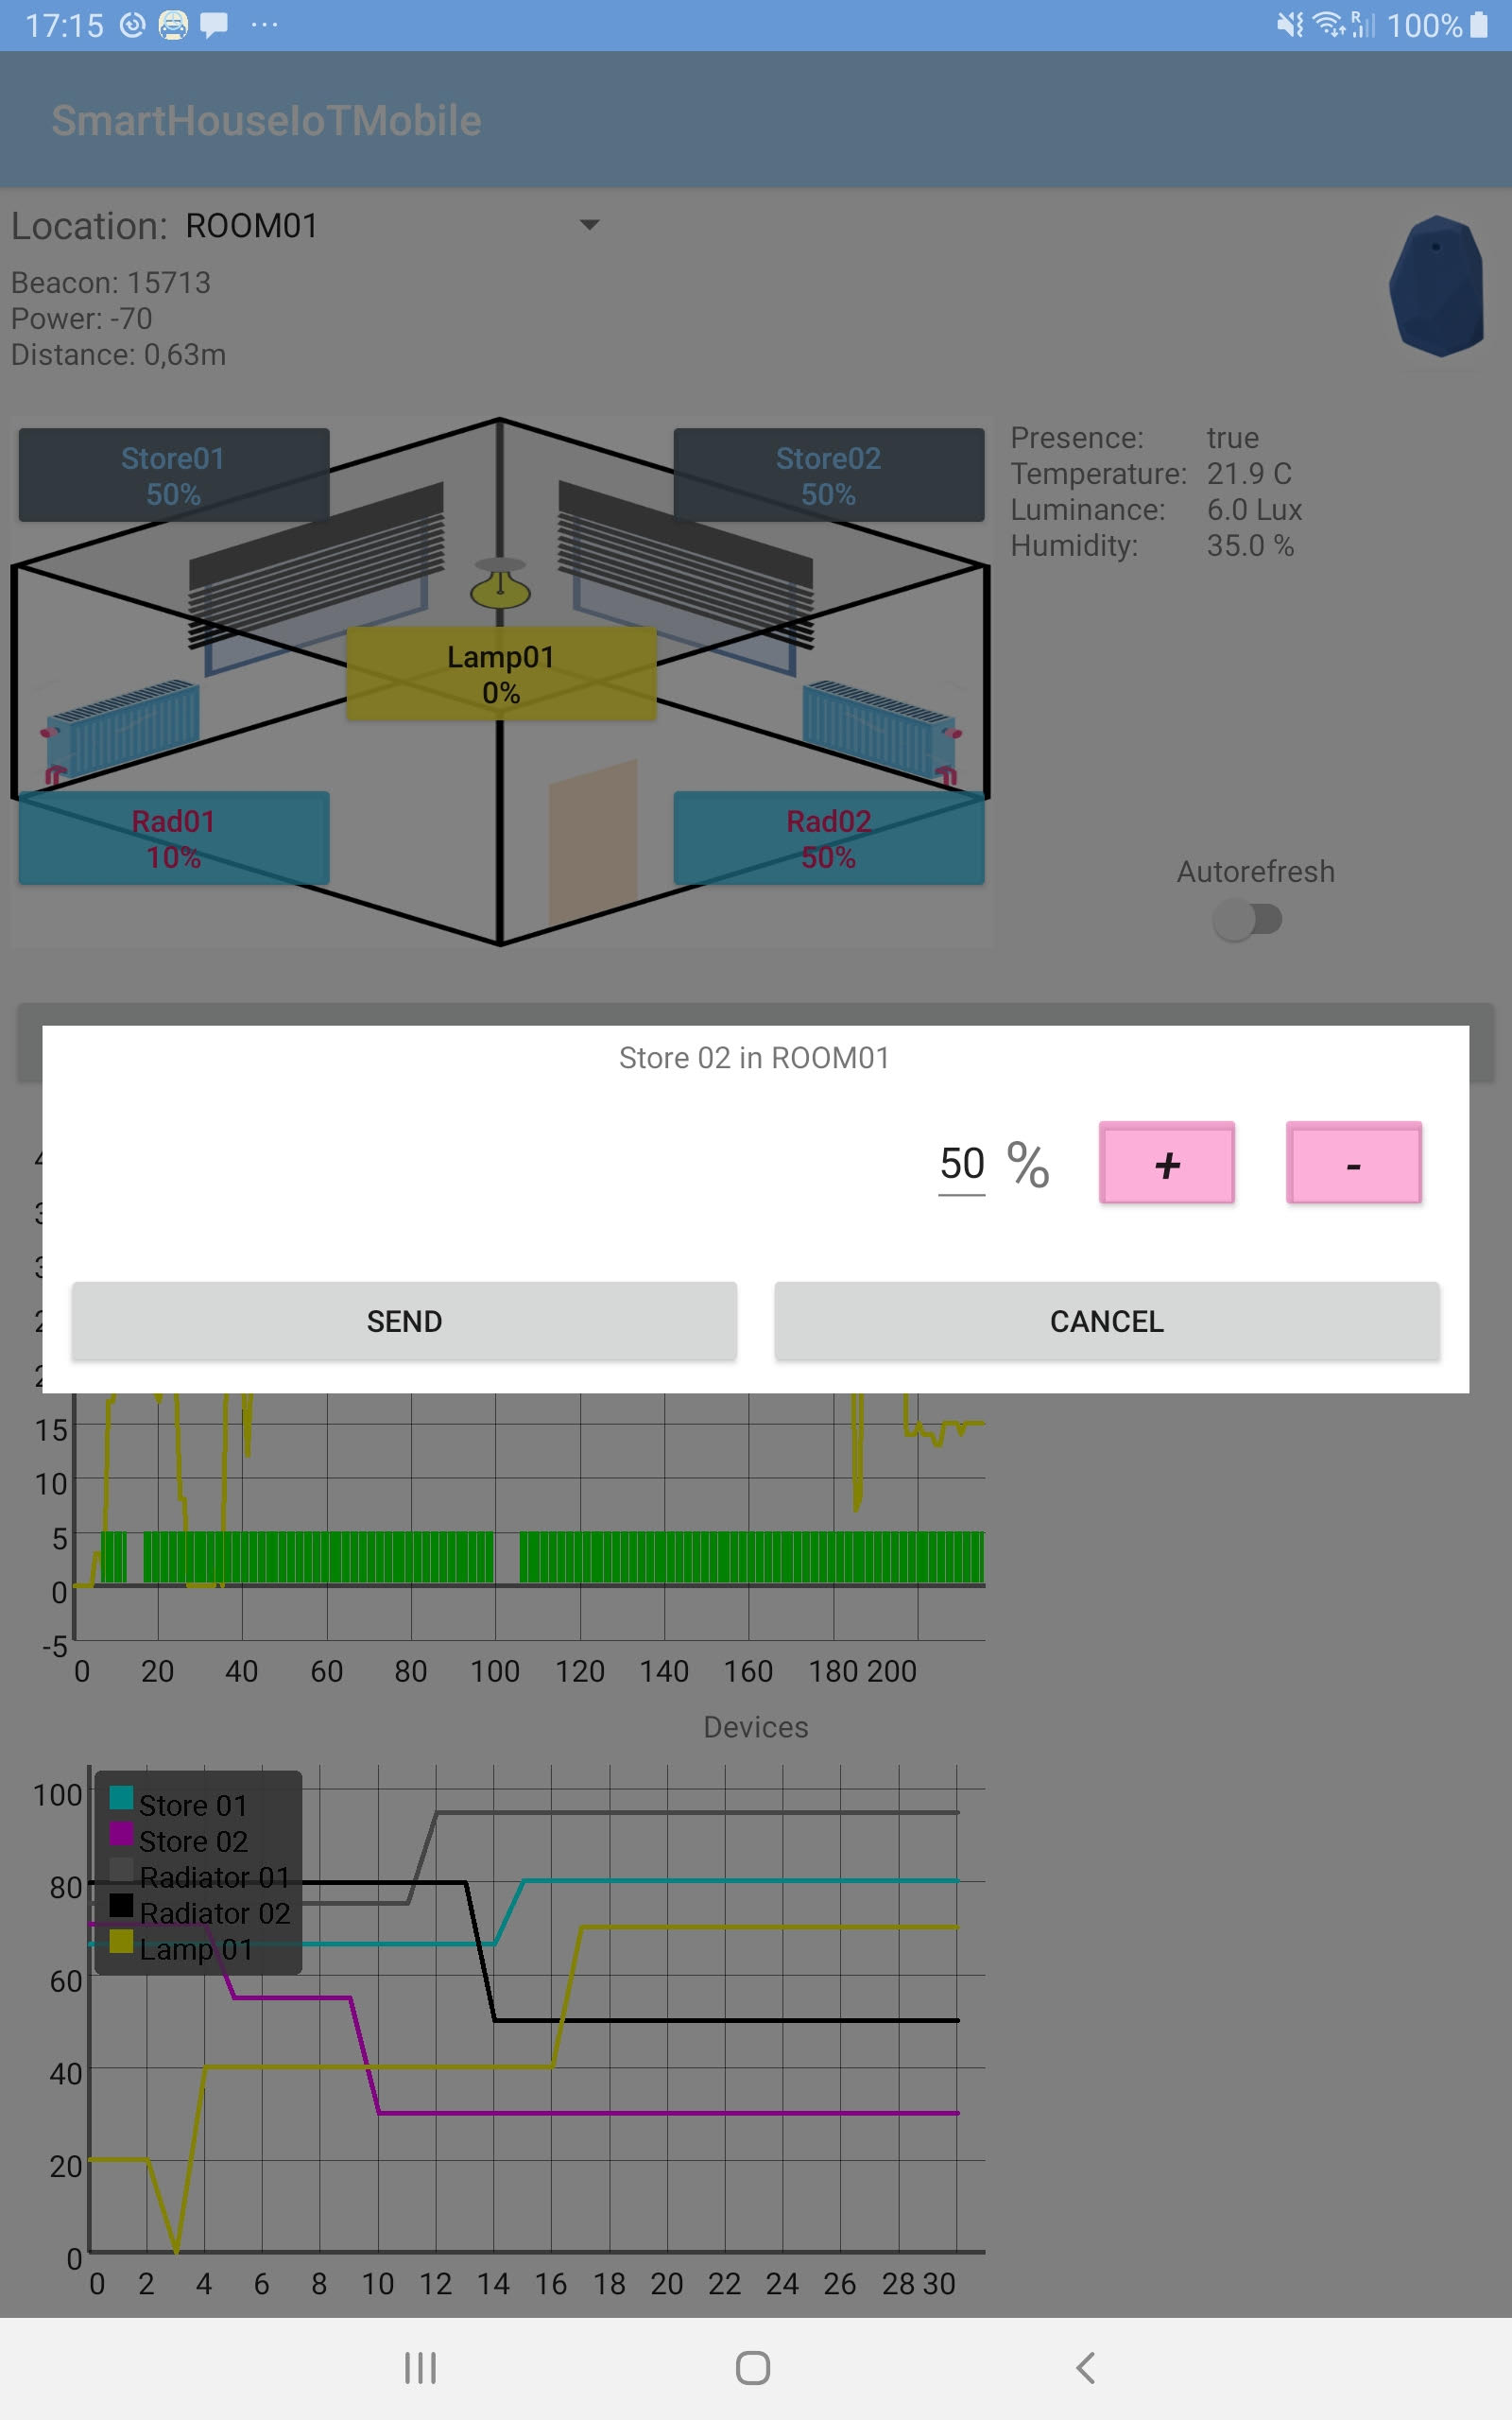 17:15 100%
SmartHouseIoTMobile
Location: ROOM01
Beacon: 15713
Power: -70
Distance: 0,63m
Store01
50%
Store02
50%
Presence: true
Temperature: 21.9 C
Luminance: 6.0 Lux
Humidity: 35.0 %
Lamp01
0%
Rad01
10%
Rad02
50%
Autorefresh
Store 02 in ROOM01
50 % + -
SEND CANCEL
15
10
5
0
-5
0 20 40 60 80 100 120 140 160 180 200
Devices
100
80
60
40
20
0
Store 01
Store 02
Radiator 01
Radiator 02
Lamp 01
0 2 4 6 8 10 12 14 16 18 20 22 24 26 28 30